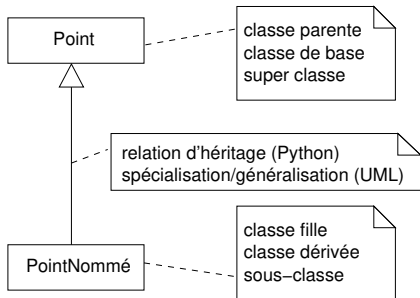 Point
classe parente
classe de base
super classe
relation d'héritage (Python)
spécialisation/généralisation (UML)
PointNommé
classe fille
classe dérivée
sous−classe